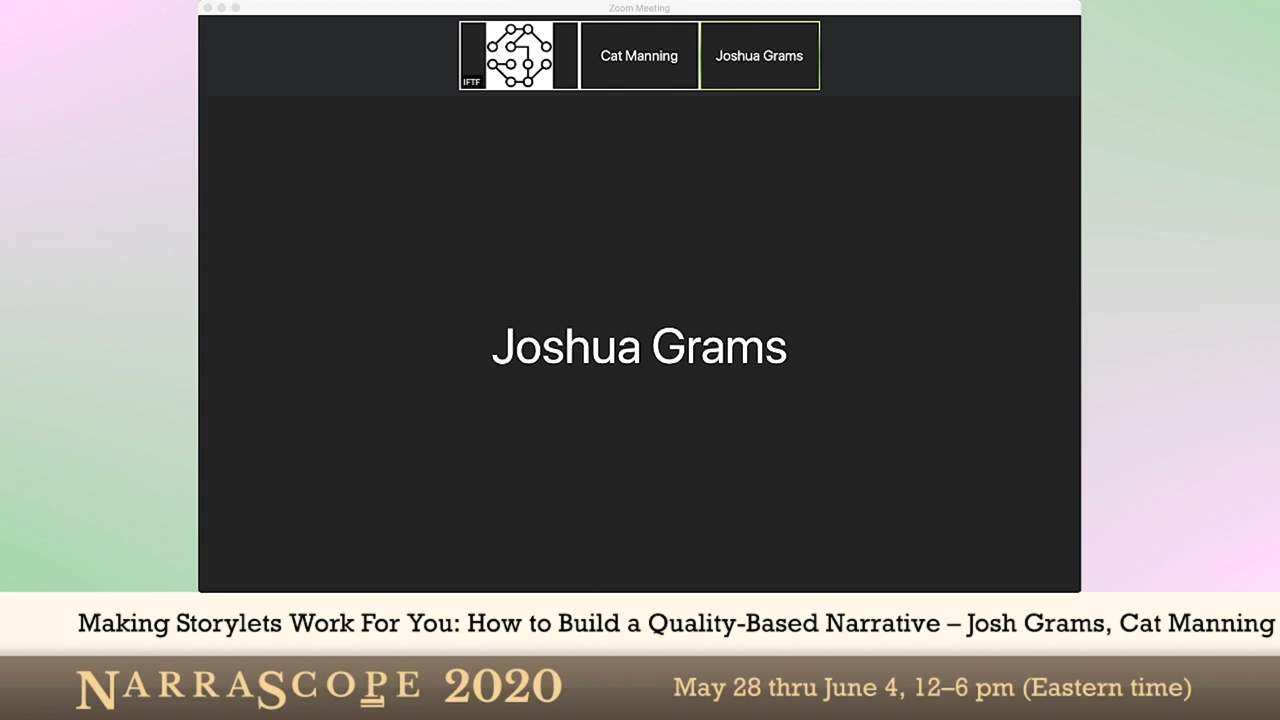 Zoom Meeting
IFTF
Cat Manning
Joshua Grams
Joshua Grams
Making Storylets Work For You: How to Build a Quality-Based Narrative – Josh Grams, Cat Manning
NARRASCOPE 2020
May 28 thru June 4, 12–6 pm (Eastern time)